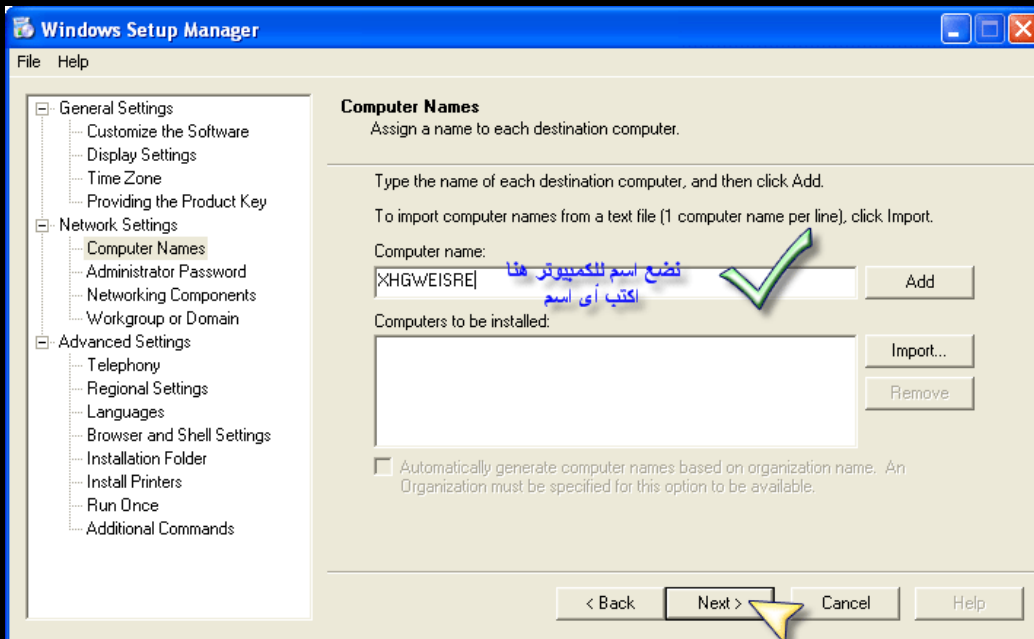 Windows Setup Manager
File Help
General Settings
Customize the Software
Display Settings
Time Zone
Providing the Product Key
Network Settings
Computer Names
Administrator Password
Networking Components
Workgroup or Domain
Advanced Settings
Telephony
Regional Settings
Languages
Browser and Shell Settings
Installation Folder
Install Printers
Run Once
Additional Commands
Computer Names
Assign a name to each destination computer.
Type the name of each destination computer, and then click Add.
To import computer names from a text file (1 computer name per line), click Import.
Computer name:
XHGWEISRE
نضع اسم للكمبيوتر هنا
اكتب أى اسم
Add
Computers to be installed:
Import...
Remove
Automatically generate computer names based on organization name. An
Organization must be specified for this option to be available.
< Back Next > Cancel Help